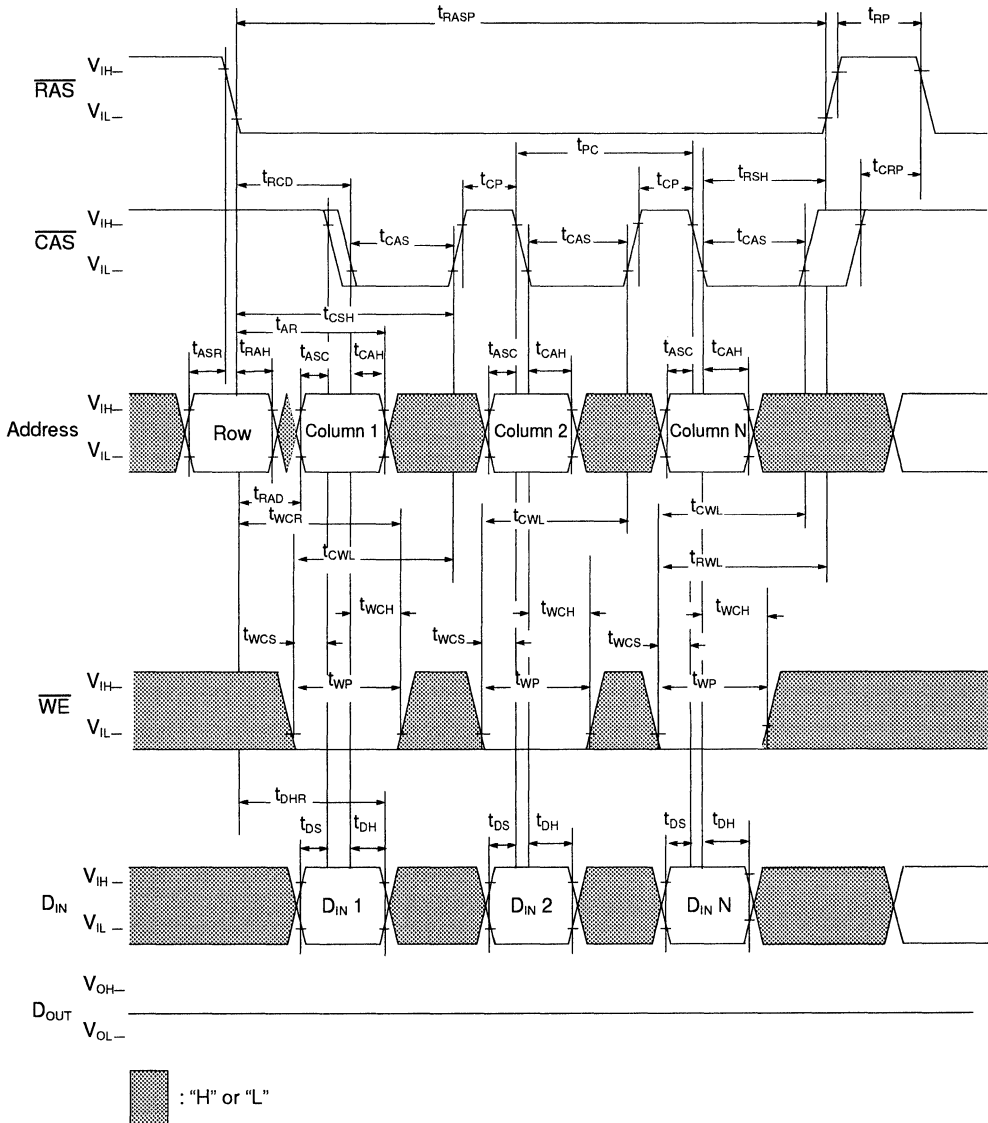 tRASP
tRP
VIH
RAS
VIL
tPC
tRCD
tCP
tCP
tRSH
tCRP
VIH
CAS
VIL
tCAS
tCAS
tCAS
tCSH
tAR
tASR
tRAH
tASC
tCAH
tASC
tCAH
tASC
tCAH
VIH
Address
VIL
Row
Column 1
Column 2
Column N
tRAD
tWCR
tCWL
tCWL
tCWL
tRWL
tWCH
tWCH
tWCH
tWCS
tWCS
tWCS
VIH
WE
VIL
tWP
tWP
tWP
tDHR
tDS
tDH
tDS
tDH
tDS
tDH
VIH
DIN
VIL
DIN 1
DIN 2
DIN N
VOH
DOUT
VOL
: “H” or “L”